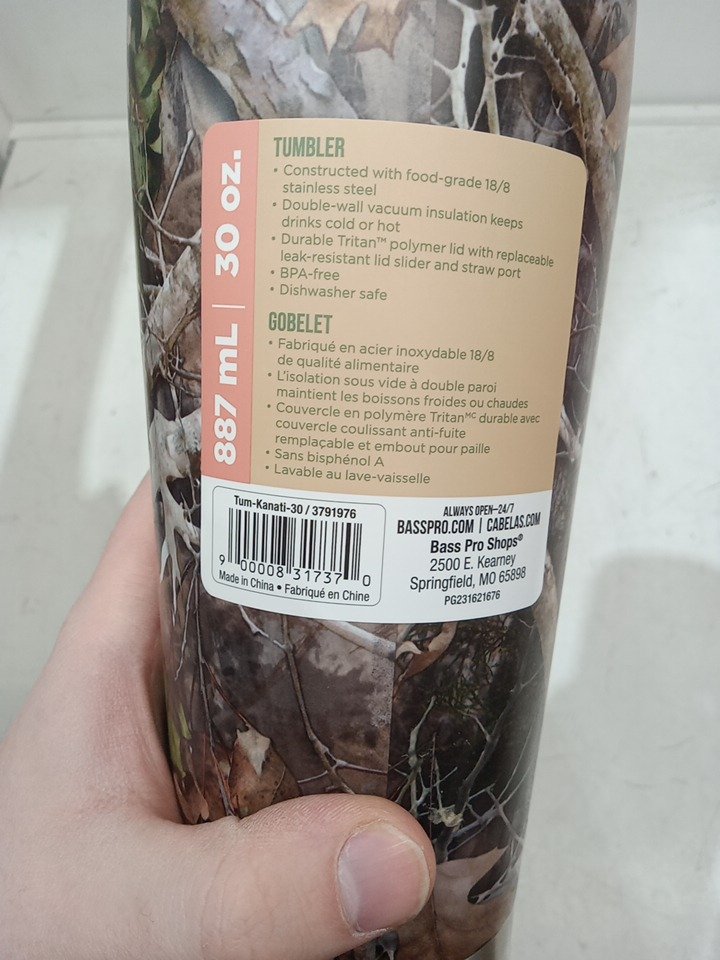 887 mL | 30 oz.
TUMBLER
• Constructed with food-grade 18/8
stainless steel
• Double-wall vacuum insulation keeps
drinks cold or hot
• Durable Tritan™ polymer lid with replaceable
leak-resistant lid slider and straw port
• BPA-free
• Dishwasher safe
GOBELET
• Fabriqué en acier inoxydable 18/8
de qualité alimentaire
• L'isolation sous vide à double paroi
maintient les boissons froides ou chaudes
• Couvercle en polymère Tritanᴹᶜ durable avec
couvercle coulissant anti-fuite
remplaçable et embout pour paille
• Sans bisphénol A
• Lavable au lave-vaisselle
Tum-Kanati-30 / 3791976
9 00008 31737 0
Made in China • Fabriqué en Chine
ALWAYS OPEN—24/7
BASSPRO.COM | CABELAS.COM
Bass Pro Shops®
2500 E. Kearney
Springfield, MO 65898
PG231621676